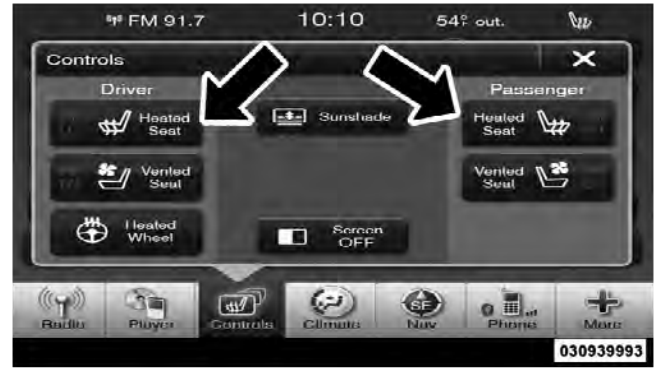 FM 91.7 10:10 54° out.
Controls
Driver Passenger
Heated Seat
Sunshade
Heated Seat
Vented Seat
Vented Seat
Heated Wheel
Screen OFF
Radio Player Controls Climate SE Nav Phone More
030939993